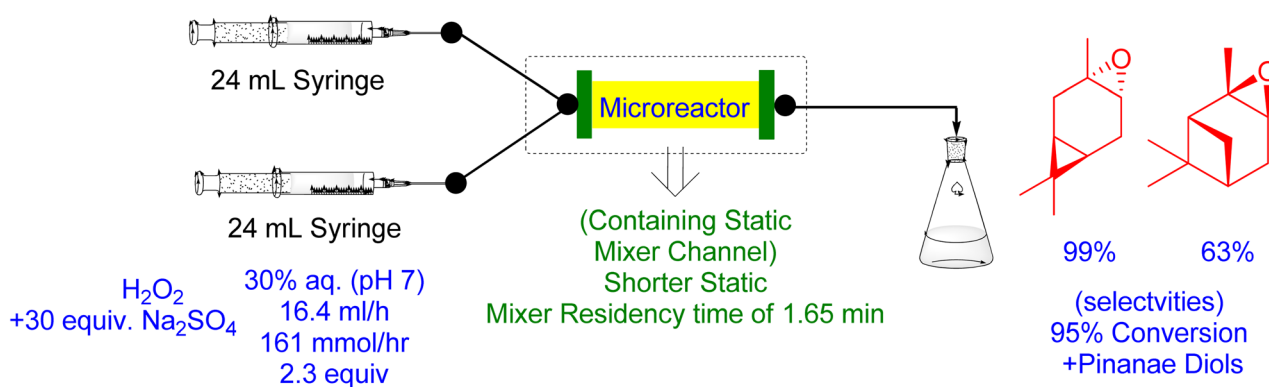 24 mL Syringe
Microreactor
24 mL Syringe
H2O2
+30 equiv. Na2SO4
30% aq. (pH 7)
16.4 ml/h
161 mmol/hr
2.3 equiv
(Containing Static
Mixer Channel)
Shorter Static
Mixer Residency time of 1.65 min
O
O
99%
63%
(selectvities)
95% Conversion
+Pinanae Diols